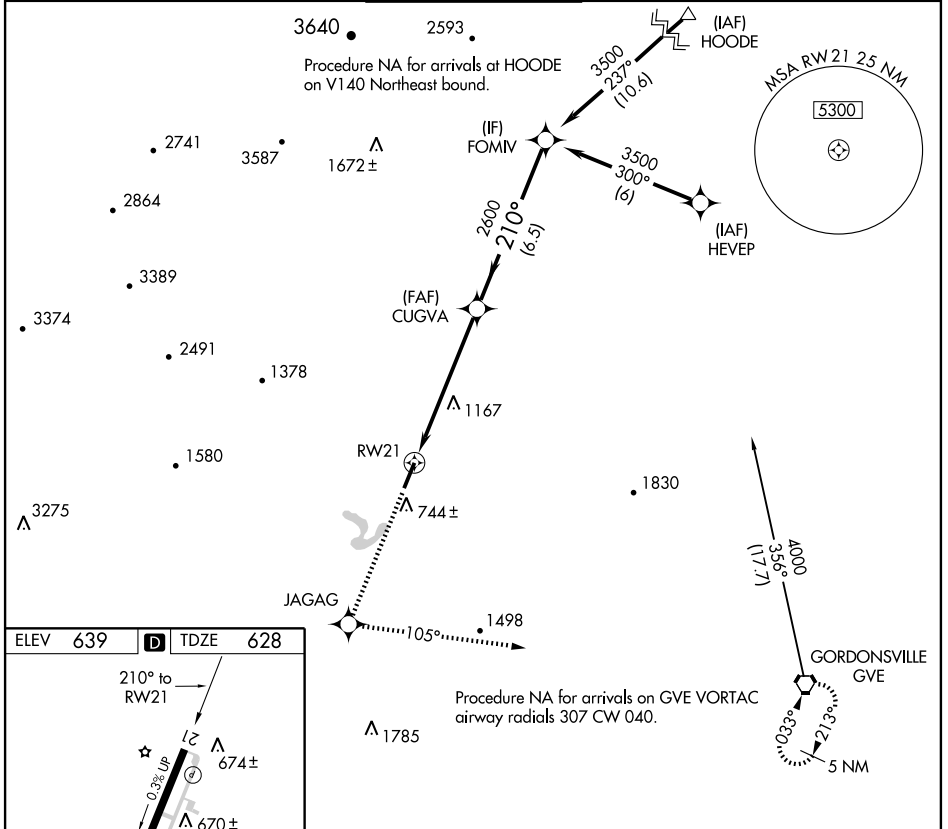 3640
2593
(IAF)
HOODE
Procedure NA for arrivals at HOODE
on V140 Northeast bound.
3500
237°
(10.6)
MSA RW21 25 NM
5300
(IF)
FOMIV
2741
3587
1672±
3500
300°
(6)
2864
(IAF)
HEVEP
2600
210°
(6.5)
3389
(FAF)
CUGVA
3374
2491
1378
1167
RW21
1580
1830
3275
744±
4000
356°
(17.7)
JAGAG
1498
105°
ELEV 639
D
TDZE 628
GORDONSVILLE
GVE
210° to
RW21
Procedure NA for arrivals on GVE VORTAC
airway radials 307 CW 040.
033°
213°
5 NM
1785
21
674±
P
0.3% UP
670±